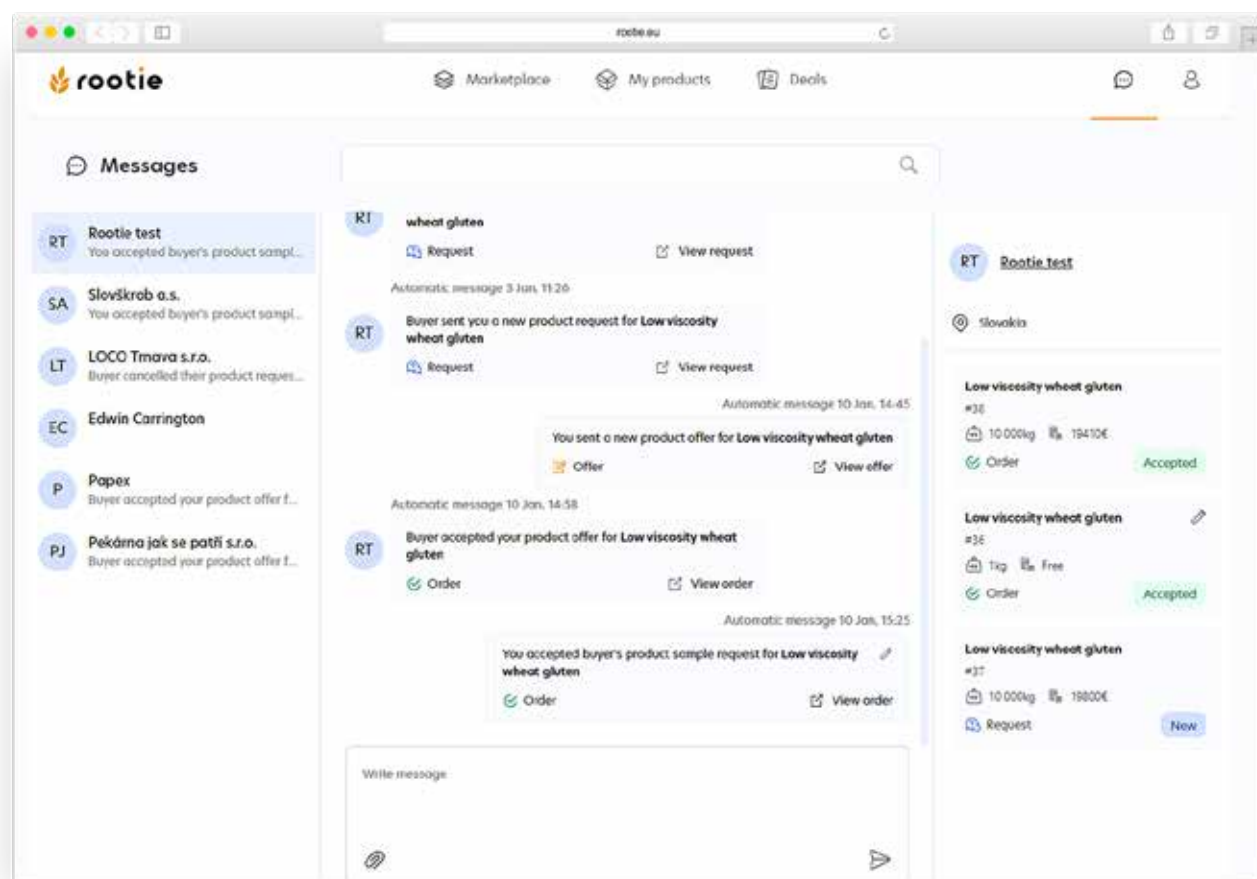 rootie.eu
rootie
Marketplace
My products
Deals
Messages
RT
Rootie test
You accepted buyer's product sampl...
SA
Slovškrob a.s.
You accepted buyer's product sampl...
LT
LOCO Trnava s.r.o.
Buyer cancelled their product reques...
EC
Edwin Carrington
P
Papex
Buyer accepted your product offer f...
PJ
Pekárna jak se patří s.r.o.
Buyer accepted your product offer f...
RT
wheat gluten
Request
View request
Automatic message 3 Jan, 11:26
RT
Buyer sent you a new product request for Low viscosity
wheat gluten
Request
View request
Automatic message 10 Jan, 14:45
You sent a new product offer for Low viscosity wheat gluten
Offer
View offer
Automatic message 10 Jan, 14:58
RT
Buyer accepted your product offer for Low viscosity wheat
gluten
Order
View order
Automatic message 10 Jan, 15:25
You accepted buyer's product sample request for Low viscosity
wheat gluten
Order
View order
Write message
RT
Rootie test
Slovakia
Low viscosity wheat gluten
#38
10 000kg 19410€
Order
Accepted
Low viscosity wheat gluten
#36
1kg Free
Order
Accepted
Low viscosity wheat gluten
#37
10 000kg 19800€
Request
New